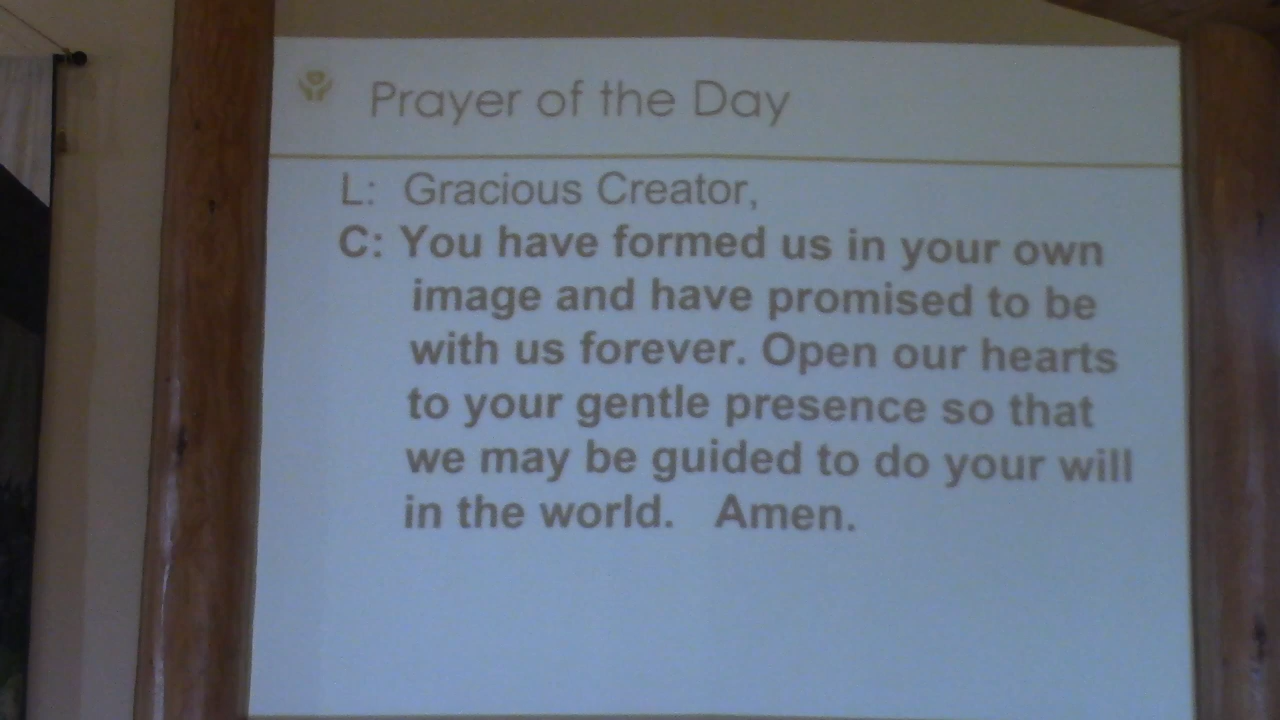 Prayer of the Day
L: Gracious Creator,
C: You have formed us in your own
image and have promised to be
with us forever. Open our hearts
to your gentle presence so that
we may be guided to do your will
in the world. Amen.